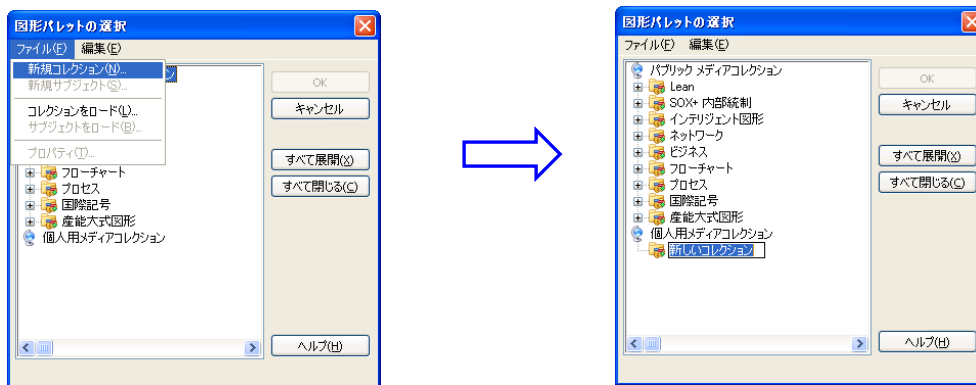 図形パレットの選択
ファイル(F) 編集(E)
新規コレクション(N)...
新規サブジェクト(S)...
コレクションをロード(L)...
サブジェクトをロード(B)...
プロパティ(T)...
フローチャート
プロセス
国際記号
産能大式図形
個人用メディアコレクション
OK
キャンセル
すべて展開(X)
すべて閉じる(C)
ヘルプ(H)
図形パレットの選択
ファイル(F) 編集(E)
パブリック メディアコレクション
Lean
SOX+ 内部統制
インテリジェント図形
ネットワーク
ビジネス
フローチャート
プロセス
国際記号
産能大式図形
個人用メディアコレクション
新しいコレクション
OK
キャンセル
すべて展開(X)
すべて閉じる(C)
ヘルプ(H)